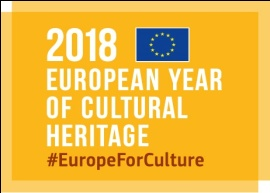 2018
EUROPEAN YEAR
OF CULTURAL
HERITAGE
#EuropeForCulture